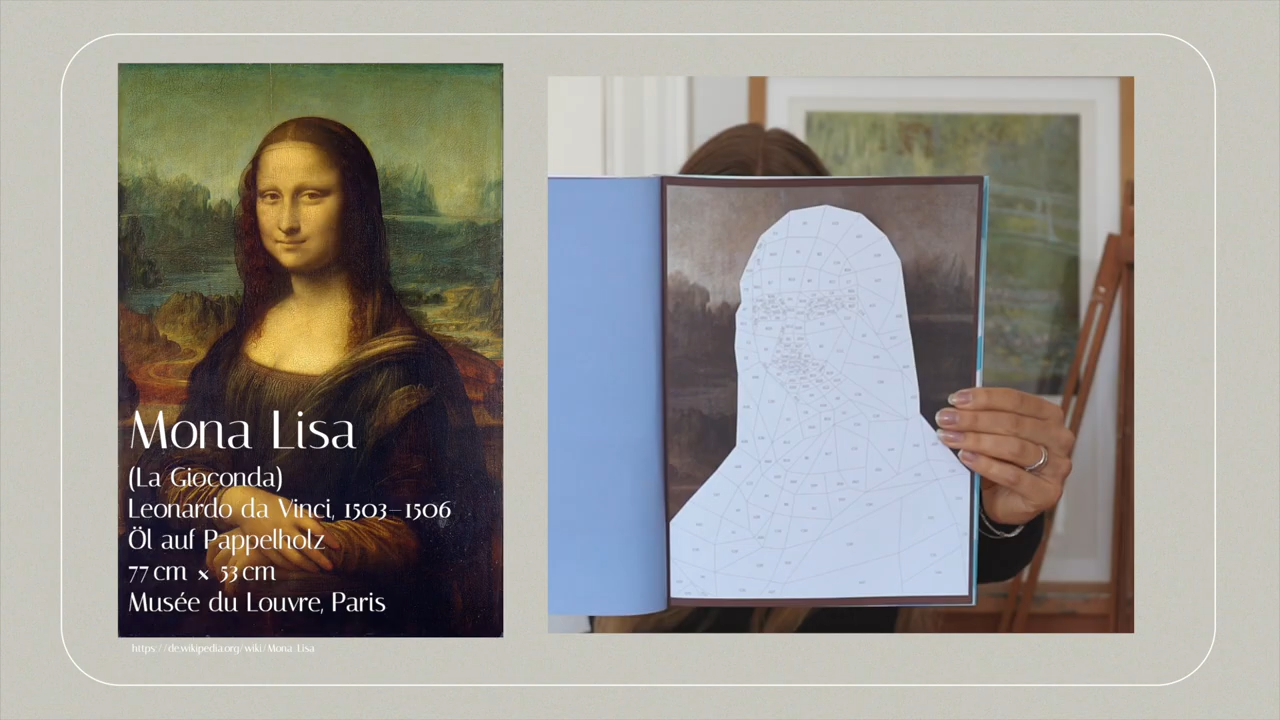 Mona Lisa
(La Gioconda)
Leonardo da Vinci, 1503–1506
Öl auf Pappelholz
77 cm x 53 cm
Musée du Louvre, Paris
https://de.wikipedia.org/wiki/Mona_Lisa